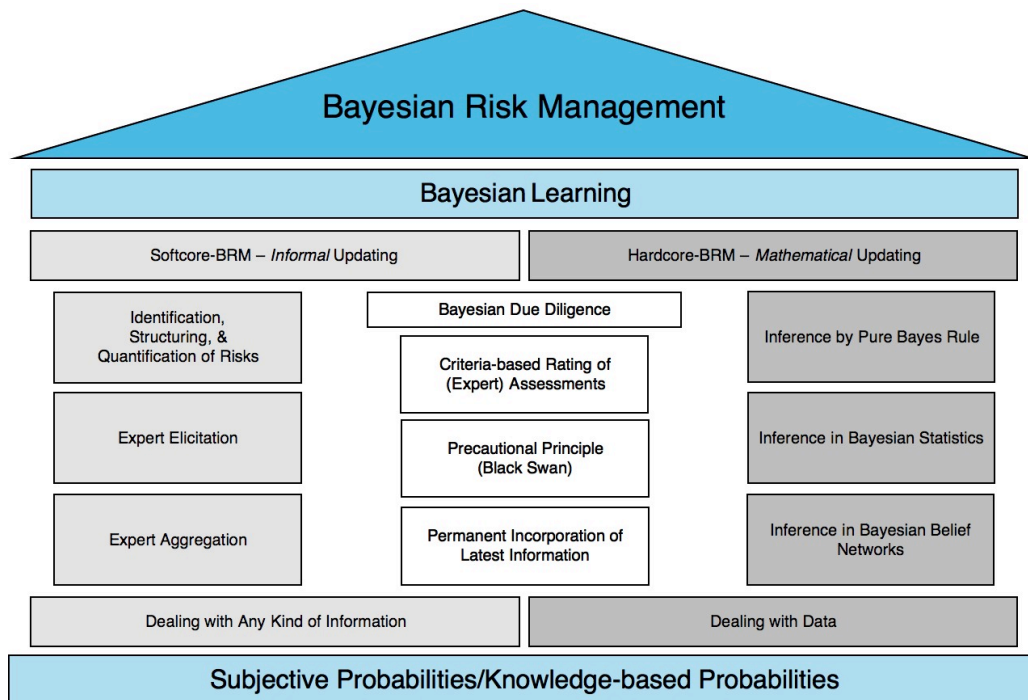 Bayesian Risk Management
Bayesian Learning
Softcore-BRM – Informal Updating
Hardcore-BRM – Mathematical Updating
Identification,
Structuring, &
Quantification of Risks
Expert Elicitation
Expert Aggregation
Bayesian Due Diligence
Criteria-based Rating of
(Expert) Assessments
Precautional Principle
(Black Swan)
Permanent Incorporation of
Latest Information
Inference by Pure Bayes Rule
Inference in Bayesian Statistics
Inference in Bayesian Belief
Networks
Dealing with Any Kind of Information
Dealing with Data
Subjective Probabilities/Knowledge-based Probabilities